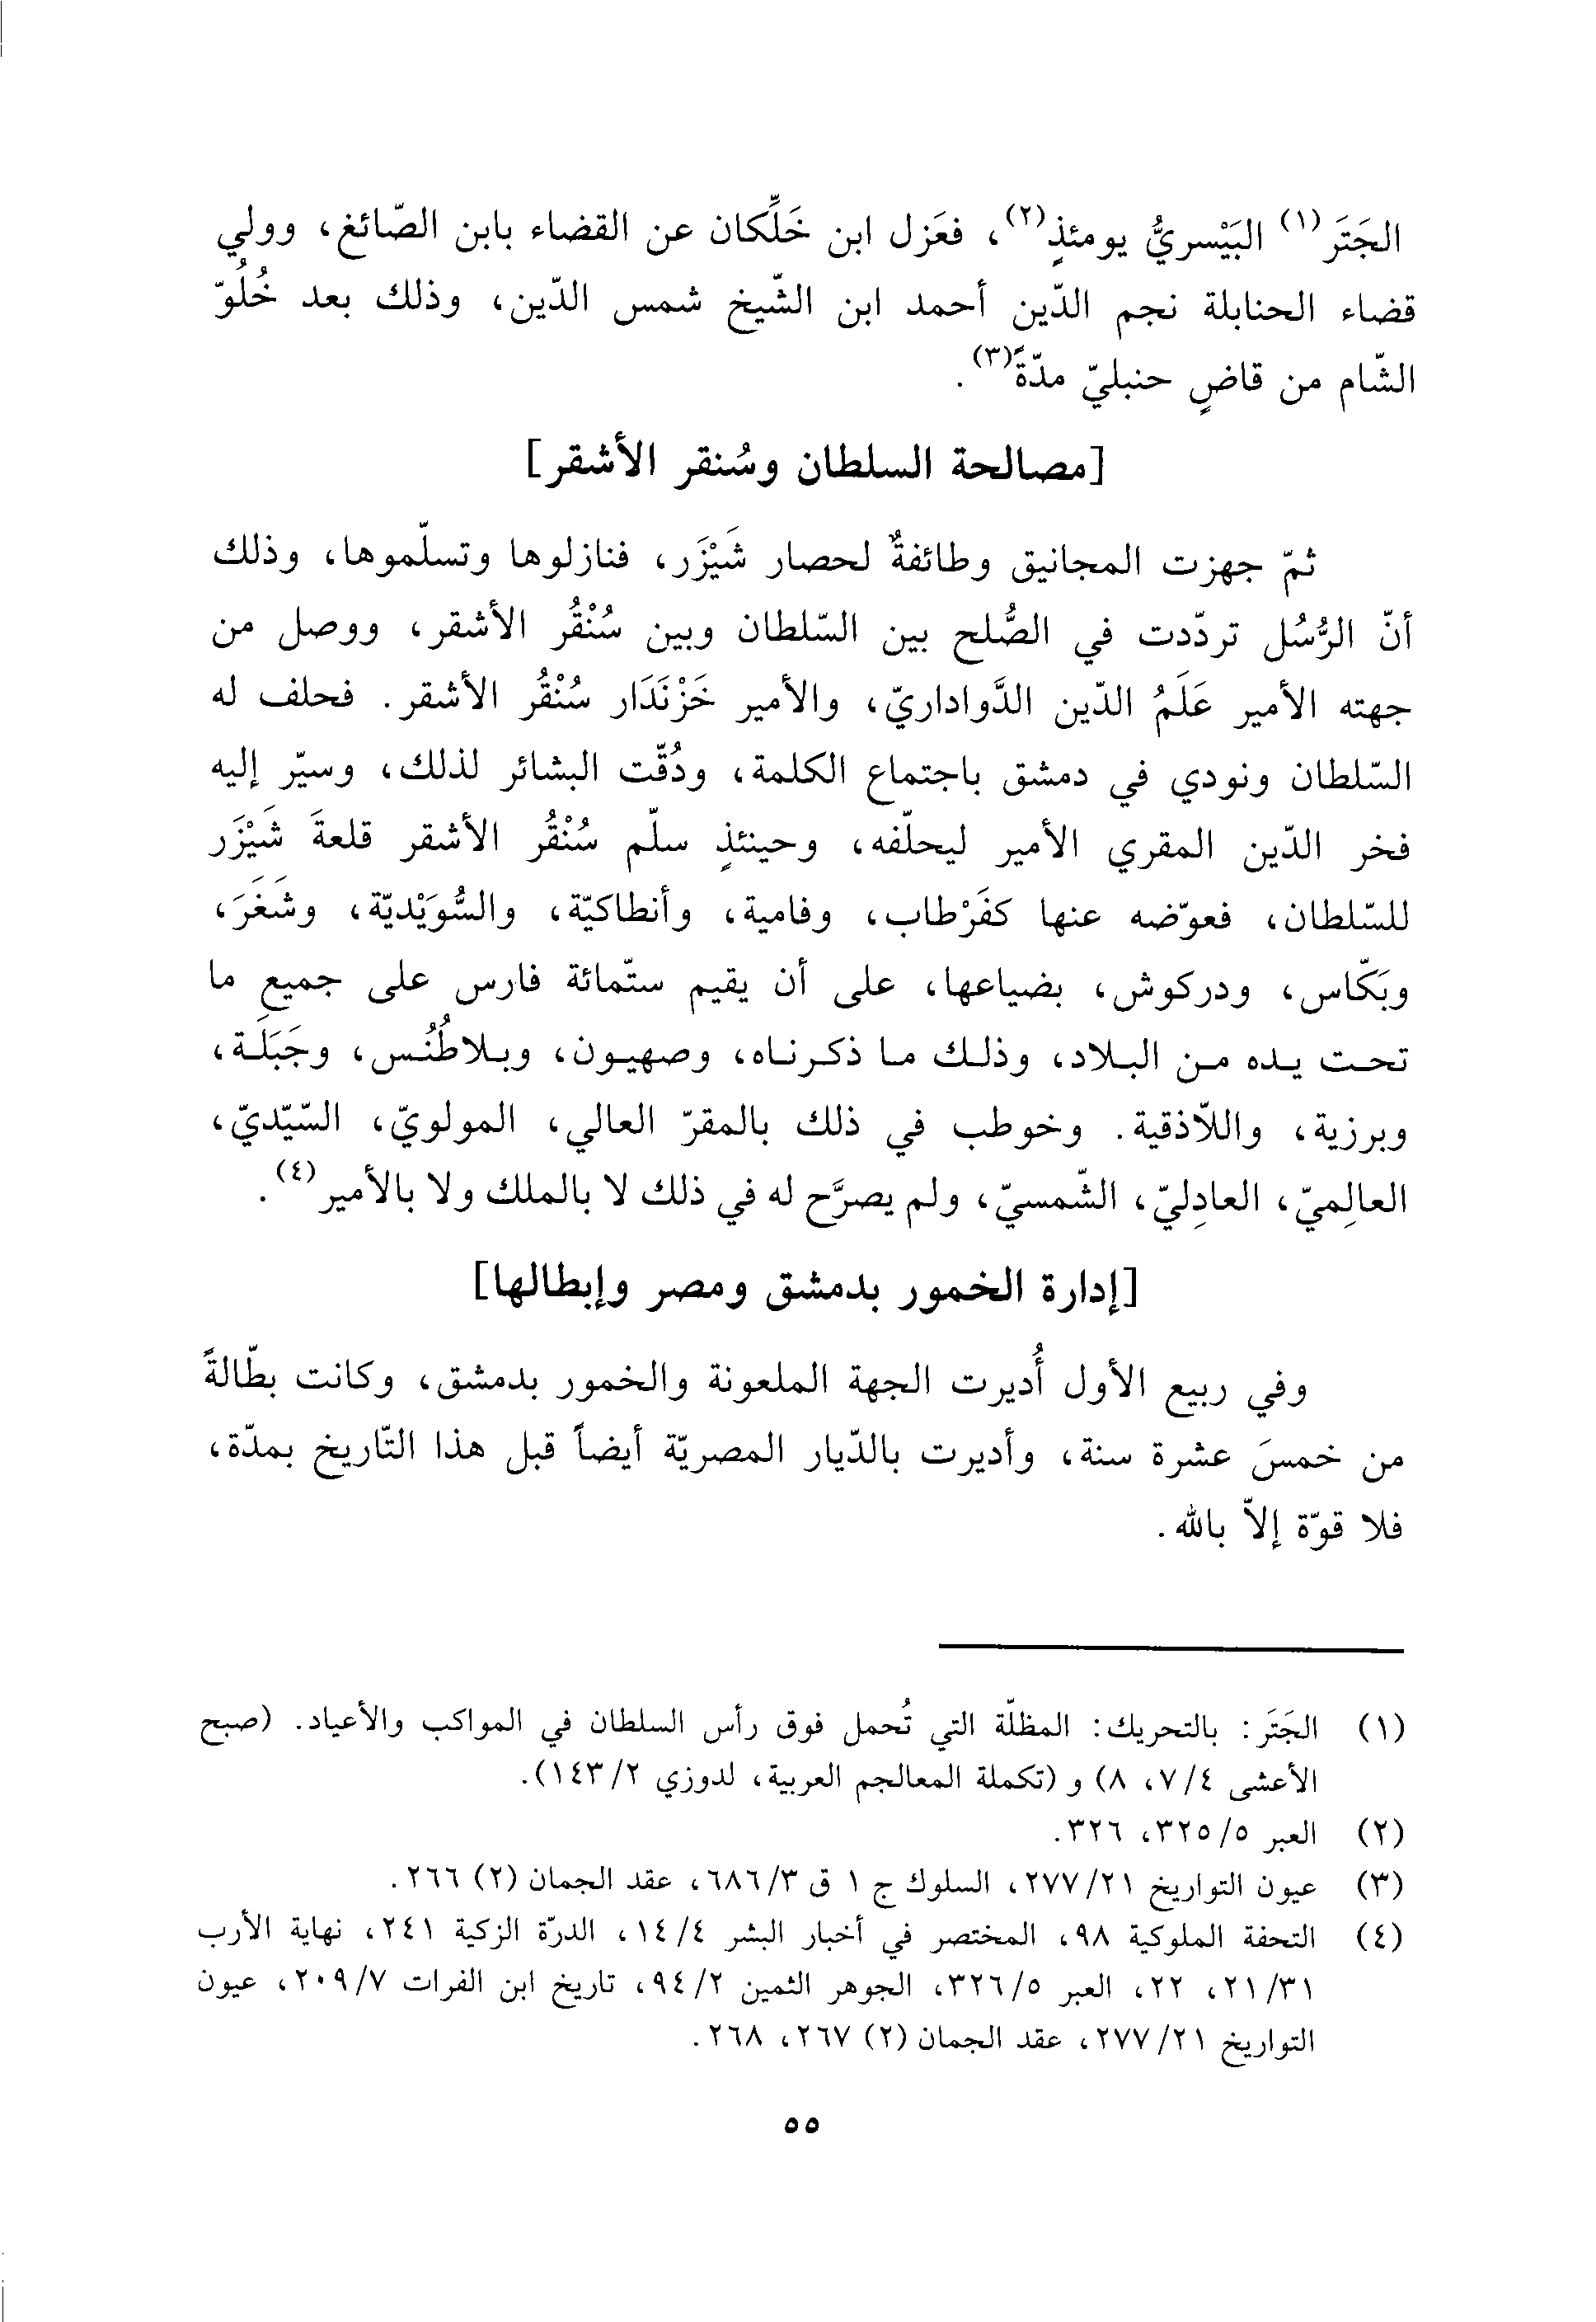 الجَتَر(١) البَيْسريُّ يومئذٍ(٢)، فعَزل ابن خَلِّكان عن القضاء بابن الصّائغ، وولي
قضاء الحنابلة نجم الدّين أحمد ابن الشّيخ شمس الدّين، وذلك بعد خُلُوّ
الشّام من قاضٍ حنبليّ مدّةً(٣).
[مصالحة السلطان وسُنقر الأشقر]
ثمّ جهزت المجانيق وطائفةٌ لحصار شَيْزَر، فنازلوها وتسلّموها، وذلك
أنّ الرُّسُل تردّدت في الصُّلح بين السّلطان وبين سُنْقُر الأشقر، ووصل من
جهته الأمير عَلَمُ الدّين الدَّواداريّ، والأمير خَزْنَدَار سُنْقُر الأشقر. فحلف له
السّلطان ونودي في دمشق باجتماع الكلمة، ودُقّت البشائر لذلك، وسيّر إليه
فخر الدّين المقري الأمير ليحلّفه، وحينئذٍ سلّم سُنْقُر الأشقر قلعةَ شَيْزَر
للسّلطان، فعوّضه عنها كفَرْطاب، وفامية، وأنطاكيّة، والسُّوَيْديّة، وشَغَرَ،
وبَكّاس، ودركوش، بضياعها، على أن يقيم ستّمائة فارس على جميع ما
تحت يده من البلاد، وذلك ما ذكرناه، وصهيون، وبلاطُنُس، وجَبَلَة،
وبرزية، واللاّذقية. وخوطب في ذلك بالمقرّ العالي، المولويّ، السّيّديّ،
العالِميّ، العادِليّ، الشّمسيّ، ولم يصرَّح له في ذلك لا بالملك ولا بالأمير(٤).
[إدارة الخمور بدمشق ومصر وإبطالها]
وفي ربيع الأول أُديرت الجهة الملعونة والخمور بدمشق، وكانت بطّالةً
من خمسَ عشرة سنة، وأديرت بالدّيار المصريّة أيضاً قبل هذا التّاريخ بمدّة،
فلا قوّة إلاّ بالله.
(١) الجَتَر: بالتحريك: المظلّة التي تُحمل فوق رأس السلطان في المواكب والأعياد. (صبح
الأعشى ٤/٧، ٨) و (تكملة المعالجم العربية، لدوزي ٢/١٤٣).
(٢) العبر ٥/٣٢٥، ٣٢٦.
(٣) عيون التواريخ ٢١/٢٧٧، السلوك ج ١ ق ٣/٦٨٦، عقد الجمان (٢) ٢٦٦.
(٤) التحفة الملوكية ٩٨، المختصر في أخبار البشر ٤/١٤، الدرّة الزكية ٢٤١، نهاية الأرب
٣١/٢١، ٢٢، العبر ٥/٣٢٦، الجوهر الثمين ٢/٩٤، تاريخ ابن الفرات ٧/٢٠٩، عيون
التواريخ ٢١/٢٧٧، عقد الجمان (٢) ٢٦٧، ٢٦٨.
٥٥